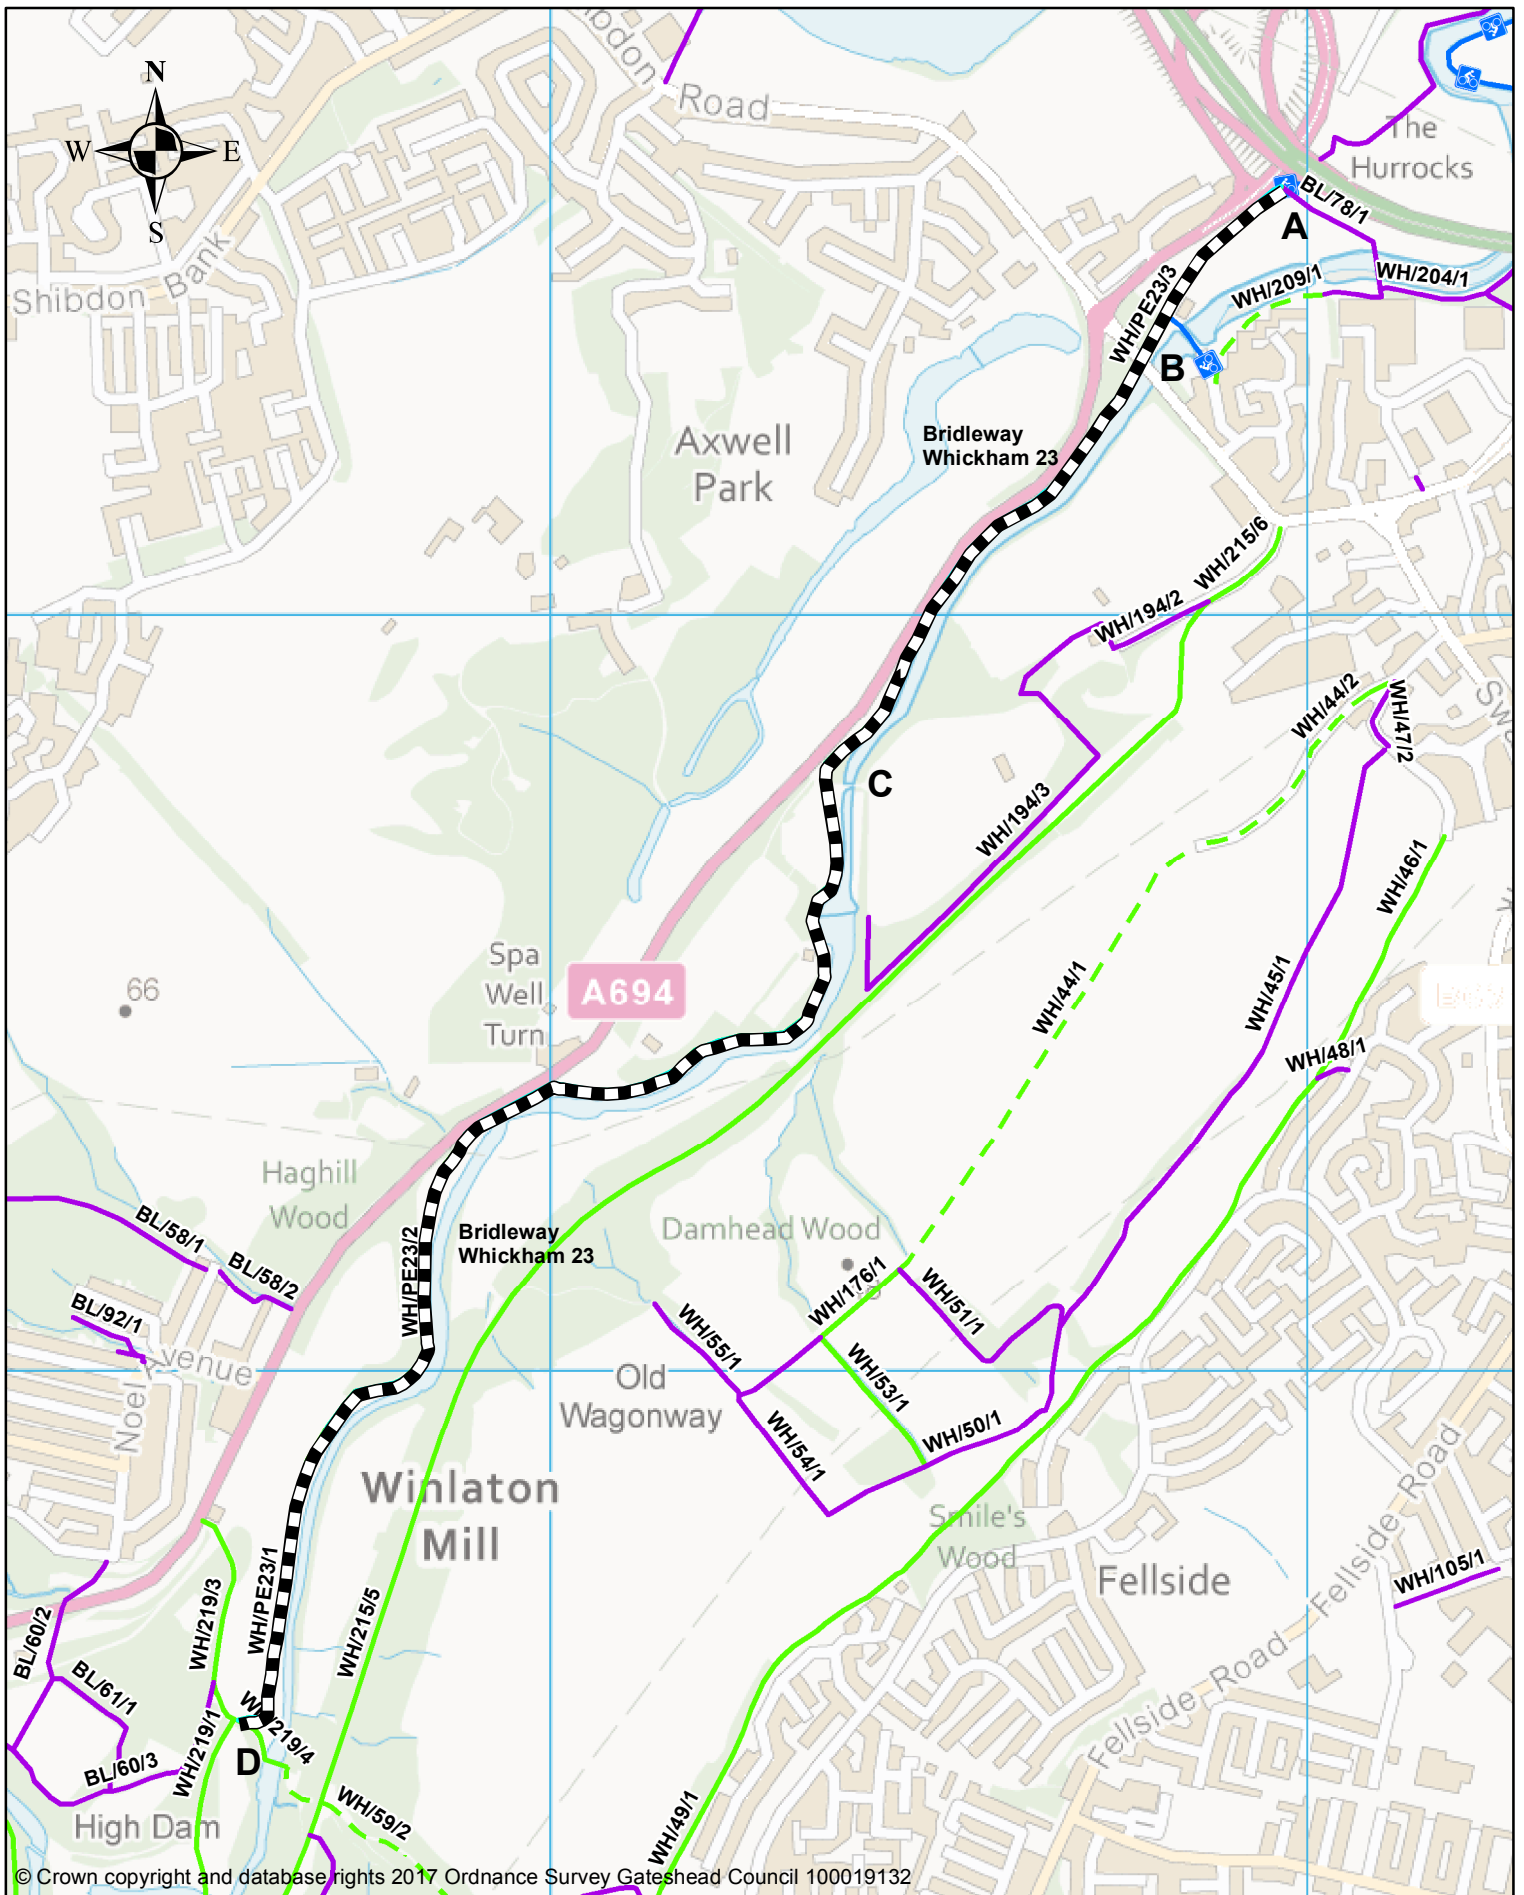 N
W
E
S
Shibdon
Road
The
Hurrocks
BL/78/1
A
Shibdon Bank
WH/204/1
WH/209/1
WH/PE23/3
B
Bridleway
Whickham 23
Axwell
Park
WH/215/6
WH/194/2
WH/44/2
WH/47/2
C
WH/194/3
WH/46/1
Spa
Well
Turn
A694
66
WH/44/1
WH/45/1
WH/48/1
Haghill
Wood
BL/58/1
BL/58/2
WH/PE23/2
Bridleway
Whickham 23
Damhead Wood
WH/176/1
WH/51/1
BL/92/1
Noel Avenue
WH/55/1
WH/53/1
Old
Wagonway
WH/54/1
WH/50/1
Winlaton
Mill
Smile's
Wood
Fellside
Fellside Road
WH/105/1
WH/PE23/1
WH/219/3
WH/215/5
BL/60/2
BL/61/1
WH/219/4
WH/219/1
D
BL/60/3
Fellside Road
High Dam
WH/59/2
WH/49/1
© Crown copyright and database rights 2017 Ordnance Survey Gateshead Council 100019132